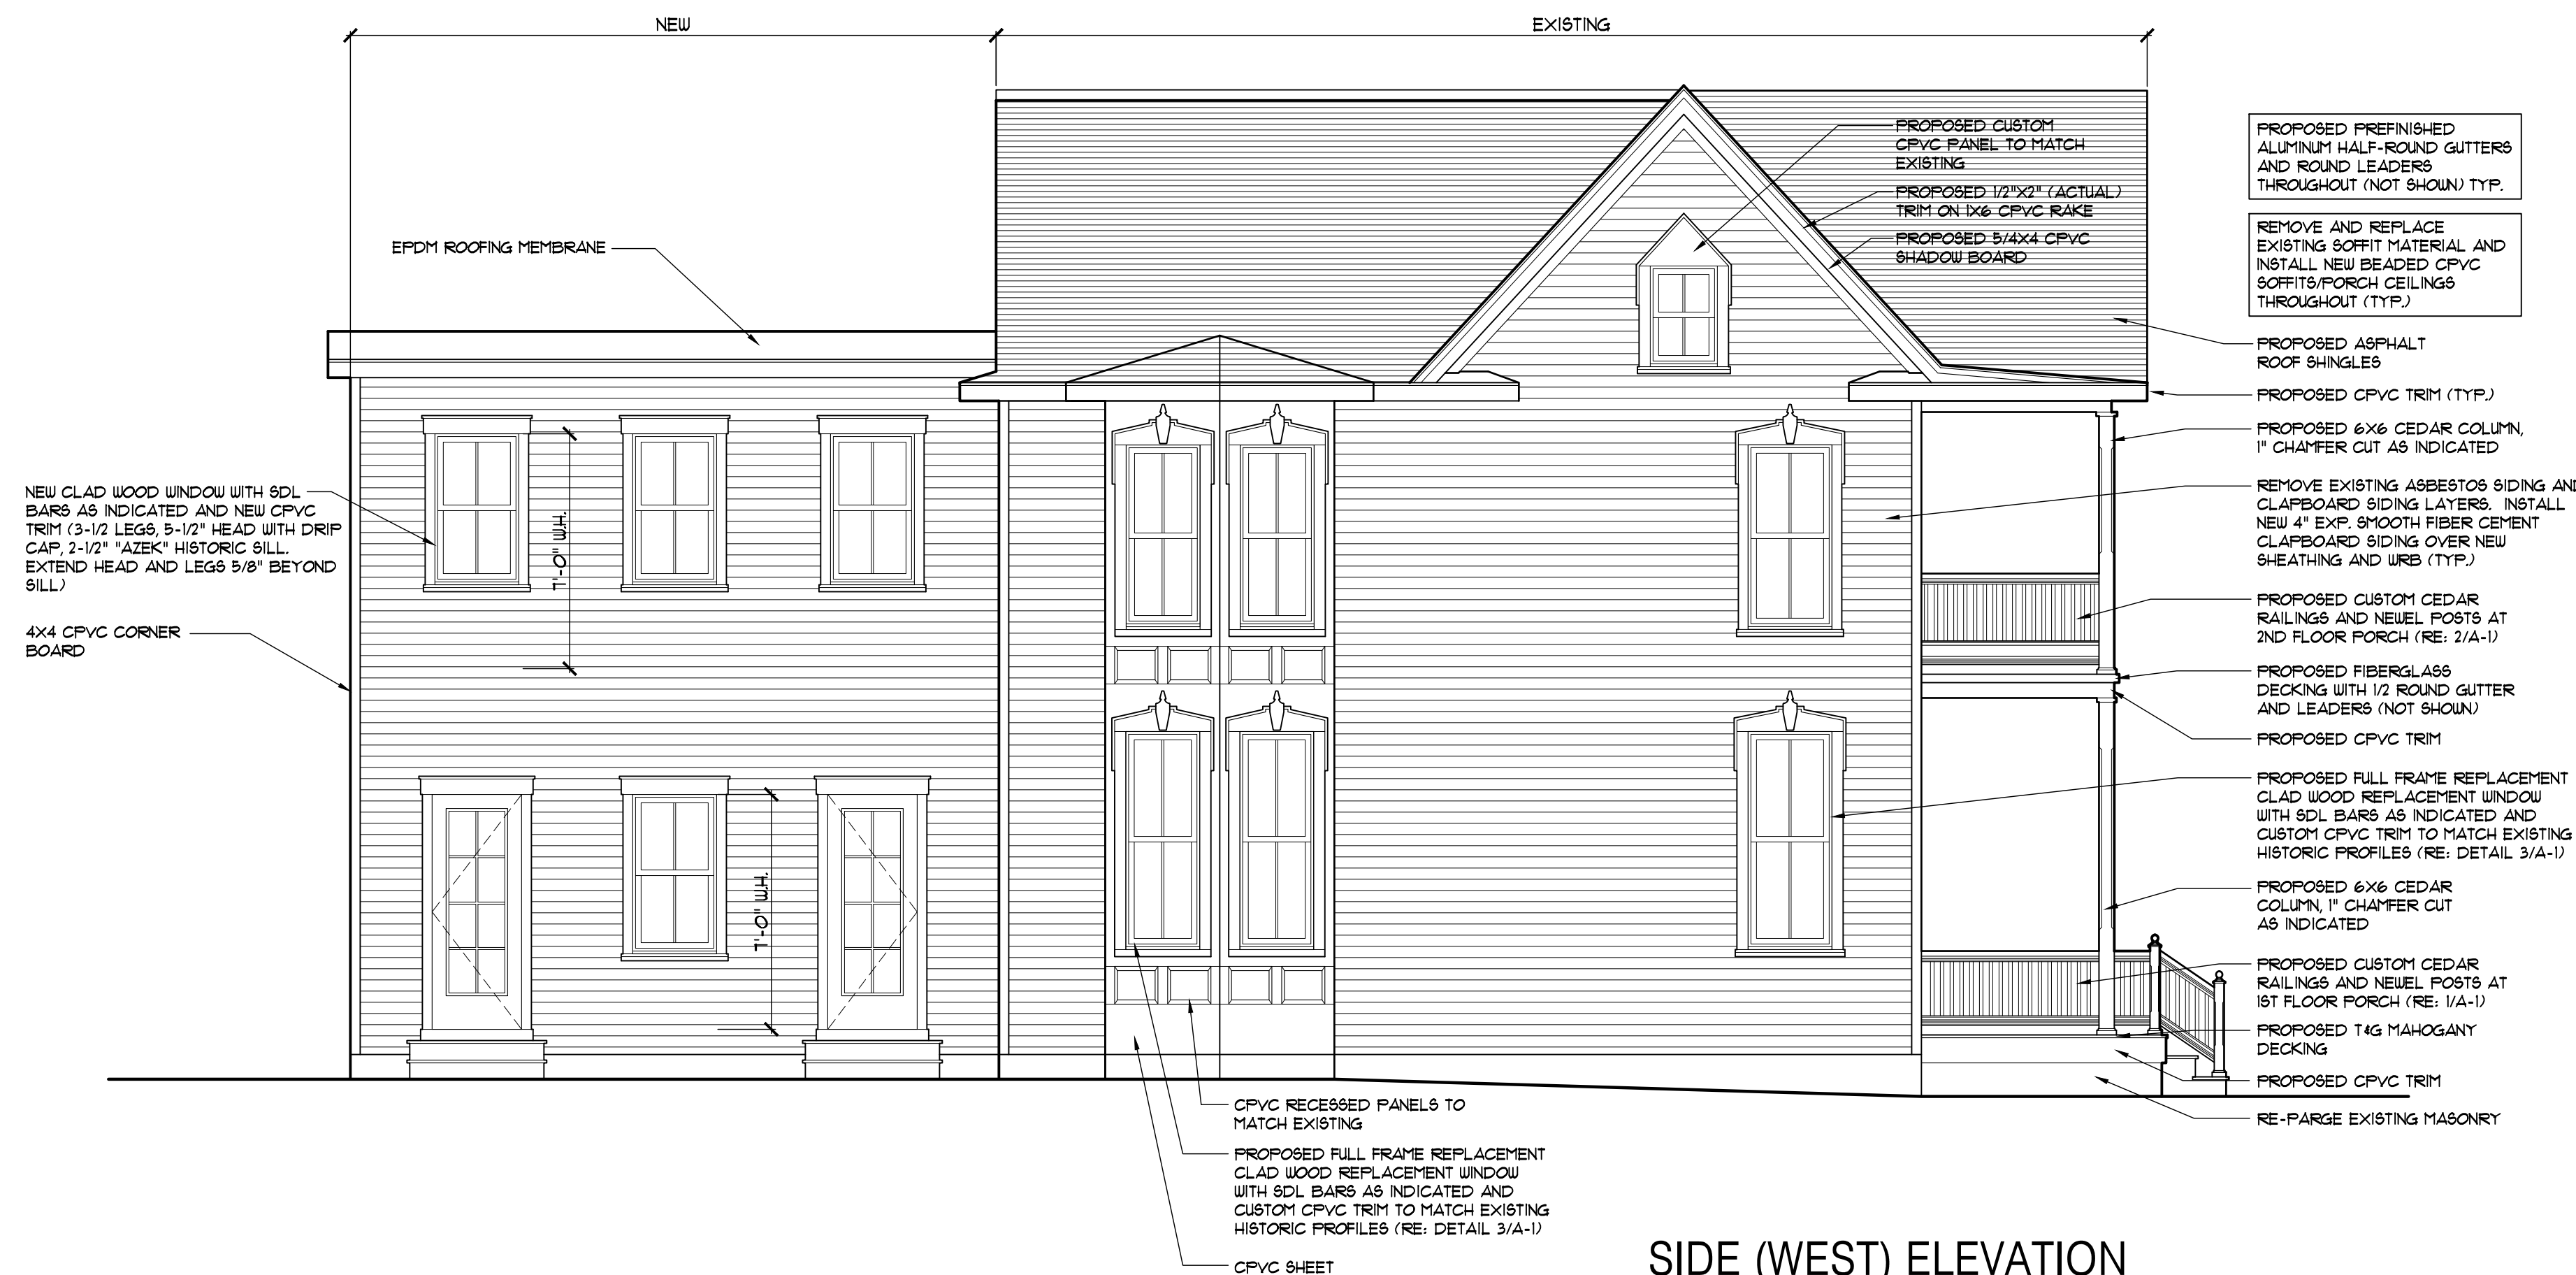 NEW
EXISTING
PROPOSED CUSTOM
CPVC PANEL TO MATCH
EXISTING
PROPOSED 1/2"X2" (ACTUAL)
TRIM ON 1X6 CPVC RAKE
PROPOSED 5/4X4 CPVC
SHADOW BOARD
PROPOSED PREFINISHED
ALUMINUM HALF-ROUND GUTTERS
AND ROUND LEADERS
THROUGHOUT (NOT SHOWN) TYP.
REMOVE AND REPLACE
EXISTING SOFFIT MATERIAL AND
INSTALL NEW BEADED CPVC
SOFFITS/PORCH CEILINGS
THROUGHOUT (TYP.)
EPDM ROOFING MEMBRANE
PROPOSED ASPHALT
ROOF SHINGLES
PROPOSED CPVC TRIM (TYP.)
PROPOSED 6X6 CEDAR COLUMN,
1" CHAMFER CUT AS INDICATED
NEW CLAD WOOD WINDOW WITH SDL
BARS AS INDICATED AND NEW CPVC
TRIM (3-1/2 LEGS, 5-1/2" HEAD WITH DRIP
CAP, 2-1/2" "AZEK" HISTORIC SILL.
EXTEND HEAD AND LEGS 5/8" BEYOND
SILL)
7'-0" W.H.
4X4 CPVC CORNER
BOARD
REMOVE EXISTING ASBESTOS SIDING AND
CLAPBOARD SIDING LAYERS. INSTALL
NEW 4" EXP. SMOOTH FIBER CEMENT
CLAPBOARD SIDING OVER NEW
SHEATHING AND WRB (TYP.)
PROPOSED CUSTOM CEDAR
RAILINGS AND NEWEL POSTS AT
2ND FLOOR PORCH (RE: 2/A-1)
PROPOSED FIBERGLASS
DECKING WITH 1/2 ROUND GUTTER
AND LEADERS (NOT SHOWN)
PROPOSED CPVC TRIM
PROPOSED FULL FRAME REPLACEMENT
CLAD WOOD REPLACEMENT WINDOW
WITH SDL BARS AS INDICATED AND
CUSTOM CPVC TRIM TO MATCH EXISTING
HISTORIC PROFILES (RE: DETAIL 3/A-1)
7'-0" W.H.
PROPOSED 6X6 CEDAR
COLUMN, 1" CHAMFER CUT
AS INDICATED
PROPOSED CUSTOM CEDAR
RAILINGS AND NEWEL POSTS AT
1ST FLOOR PORCH (RE: 1/A-1)
PROPOSED T&G MAHOGANY
DECKING
PROPOSED CPVC TRIM
RE-PARGE EXISTING MASONRY
CPVC RECESSED PANELS TO
MATCH EXISTING
PROPOSED FULL FRAME REPLACEMENT
CLAD WOOD REPLACEMENT WINDOW
WITH SDL BARS AS INDICATED AND
CUSTOM CPVC TRIM TO MATCH EXISTING
HISTORIC PROFILES (RE: DETAIL 3/A-1)
CPVC SHEET
SIDE (WEST) ELEVATION